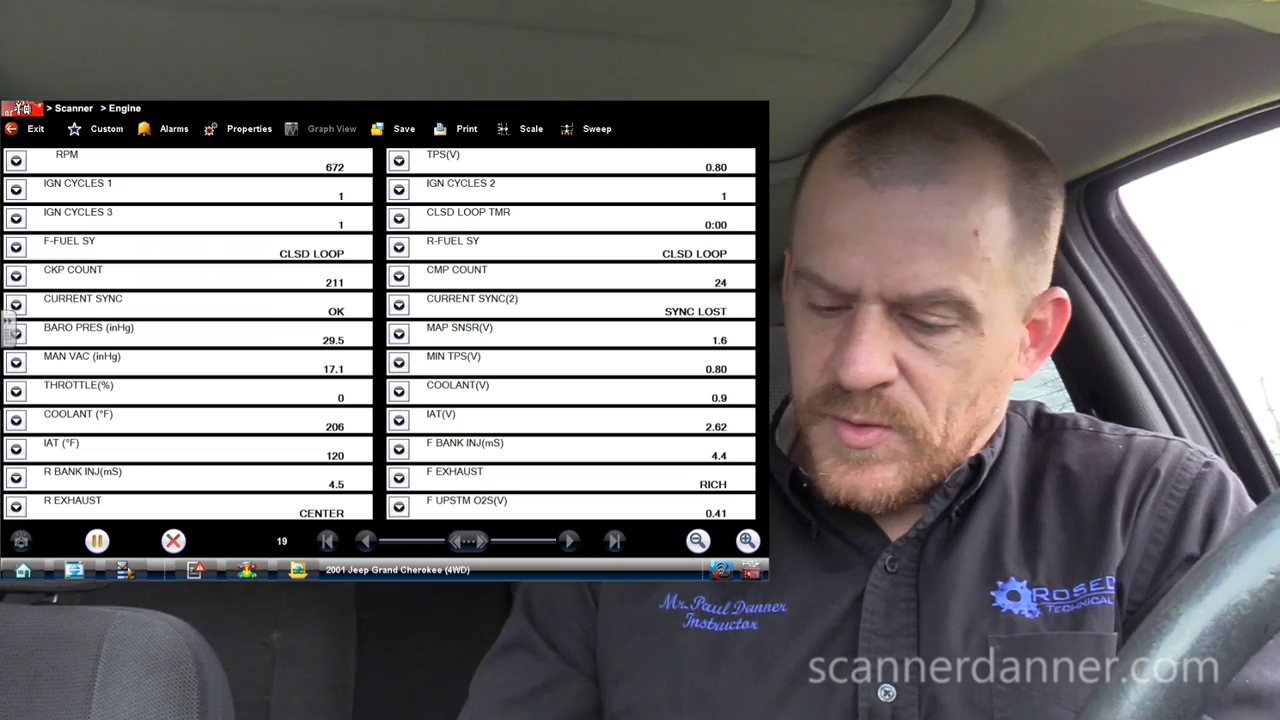 > Scanner > Engine
Exit Custom Alarms Properties Graph View Save Print Scale Sweep
RPM 672 TPS(V) 0.80
IGN CYCLES 1 1 IGN CYCLES 2 1
IGN CYCLES 3 1 CLSD LOOP TMR 0:00
F-FUEL SY CLSD LOOP R-FUEL SY CLSD LOOP
CKP COUNT 211 CMP COUNT 24
CURRENT SYNC OK CURRENT SYNC(2) SYNC LOST
BARO PRES (inHg) 29.5 MAP SNSR(V) 1.6
MAN VAC (inHg) 17.1 MIN TPS(V) 0.80
THROTTLE(%) 0 COOLANT(V) 0.9
COOLANT (°F) 206 IAT(V) 2.62
IAT (°F) 120 F BANK INJ(mS) 4.4
R BANK INJ(mS) 4.5 F EXHAUST RICH
R EXHAUST CENTER F UPSTM O2S(V) 0.41
19
2001 Jeep Grand Cherokee (4WD)
Mr. Paul Danner
Instructor
ROSED
TECHNICAL
scannerdanner.com